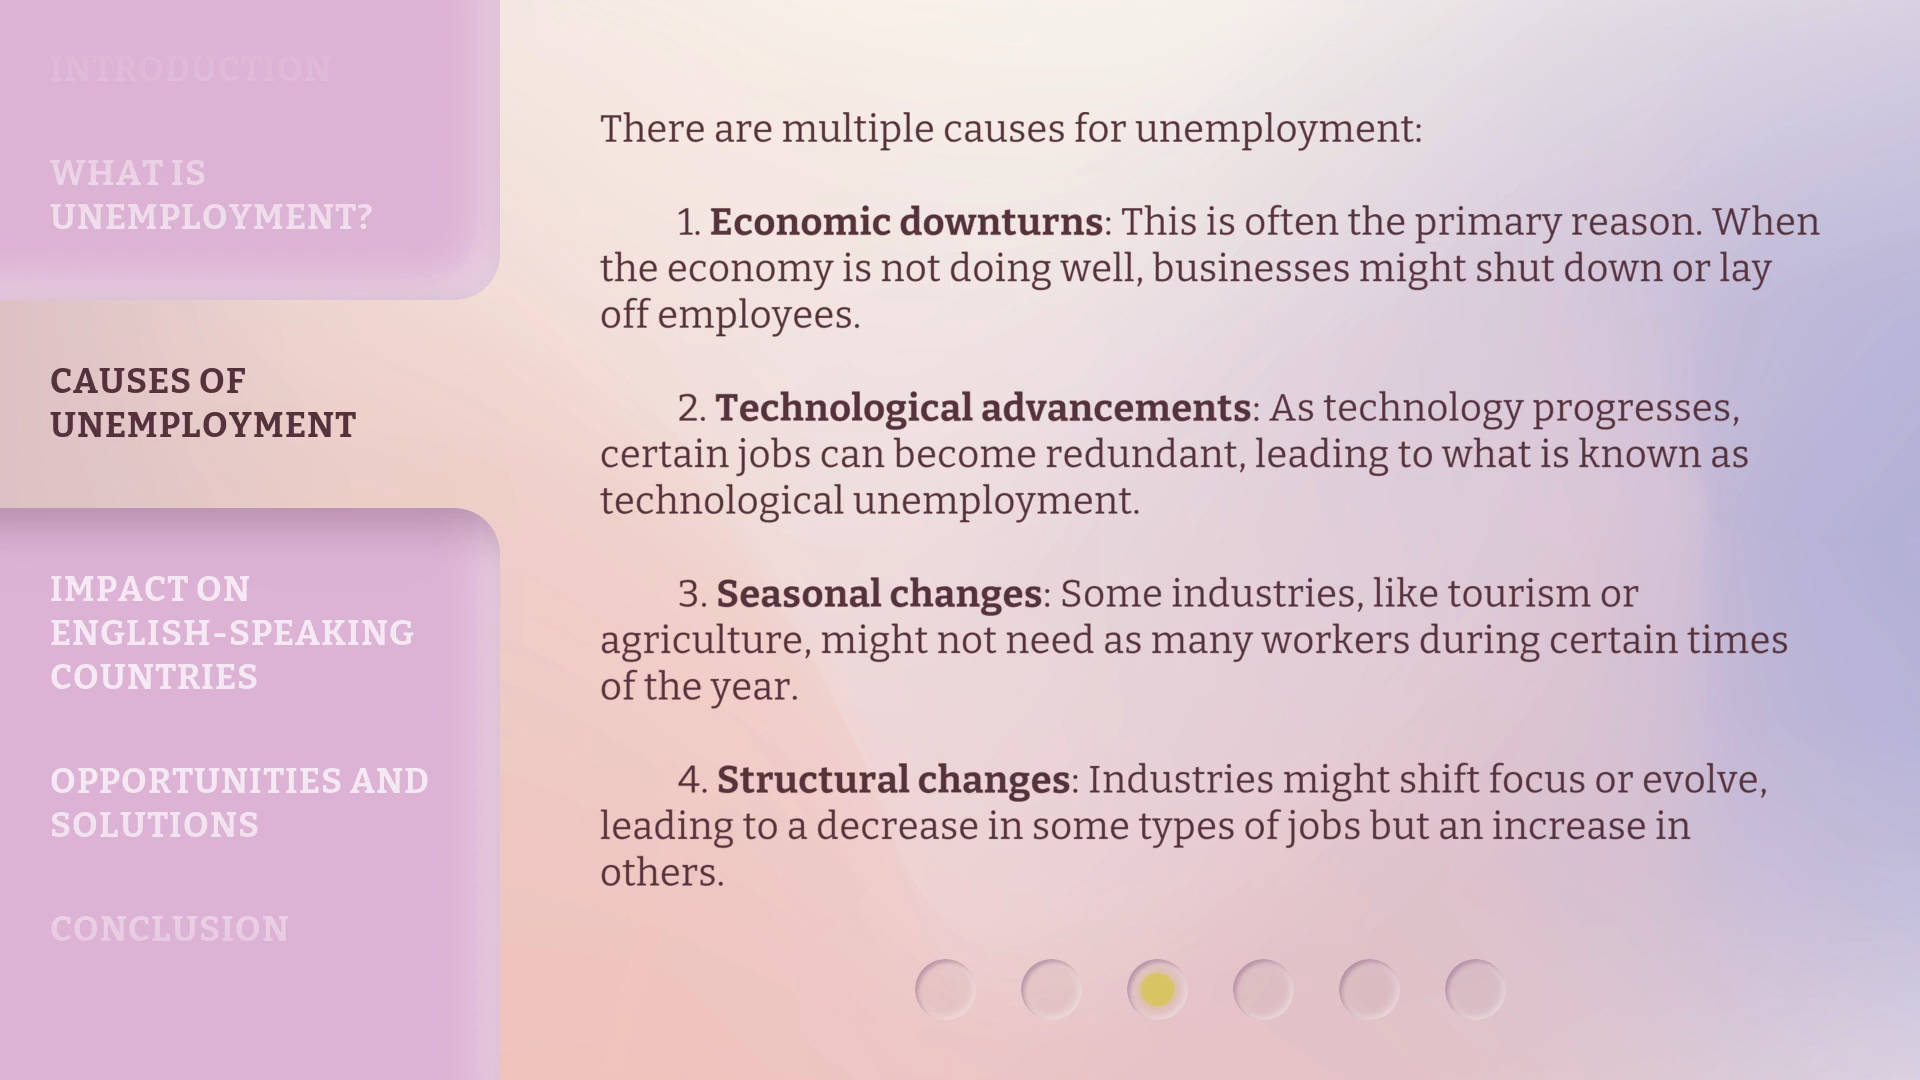 INTRODUCTION
WHAT IS
UNEMPLOYMENT?
CAUSES OF
UNEMPLOYMENT
IMPACT ON
ENGLISH-SPEAKING
COUNTRIES
OPPORTUNITIES AND
SOLUTIONS
CONCLUSION
There are multiple causes for unemployment:
1. Economic downturns: This is often the primary reason. When
the economy is not doing well, businesses might shut down or lay
off employees.
2. Technological advancements: As technology progresses,
certain jobs can become redundant, leading to what is known as
technological unemployment.
3. Seasonal changes: Some industries, like tourism or
agriculture, might not need as many workers during certain times
of the year.
4. Structural changes: Industries might shift focus or evolve,
leading to a decrease in some types of jobs but an increase in
others.